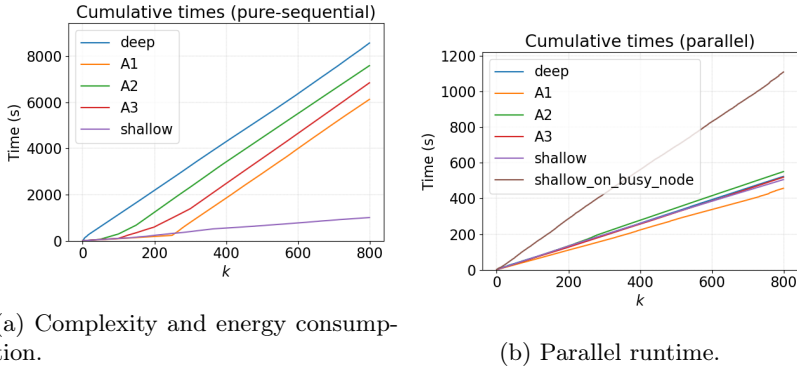 Cumulative times (pure-sequential)
deep
A1
A2
A3
shallow
Time (s)
8000
6000
4000
2000
0
0 200 400 600 800
k
(a) Complexity and energy consump-
tion.
Cumulative times (parallel)
deep
A1
A2
A3
shallow
shallow_on_busy_node
Time (s)
1200
1000
800
600
400
200
0
0 200 400 600 800
k
(b) Parallel runtime.